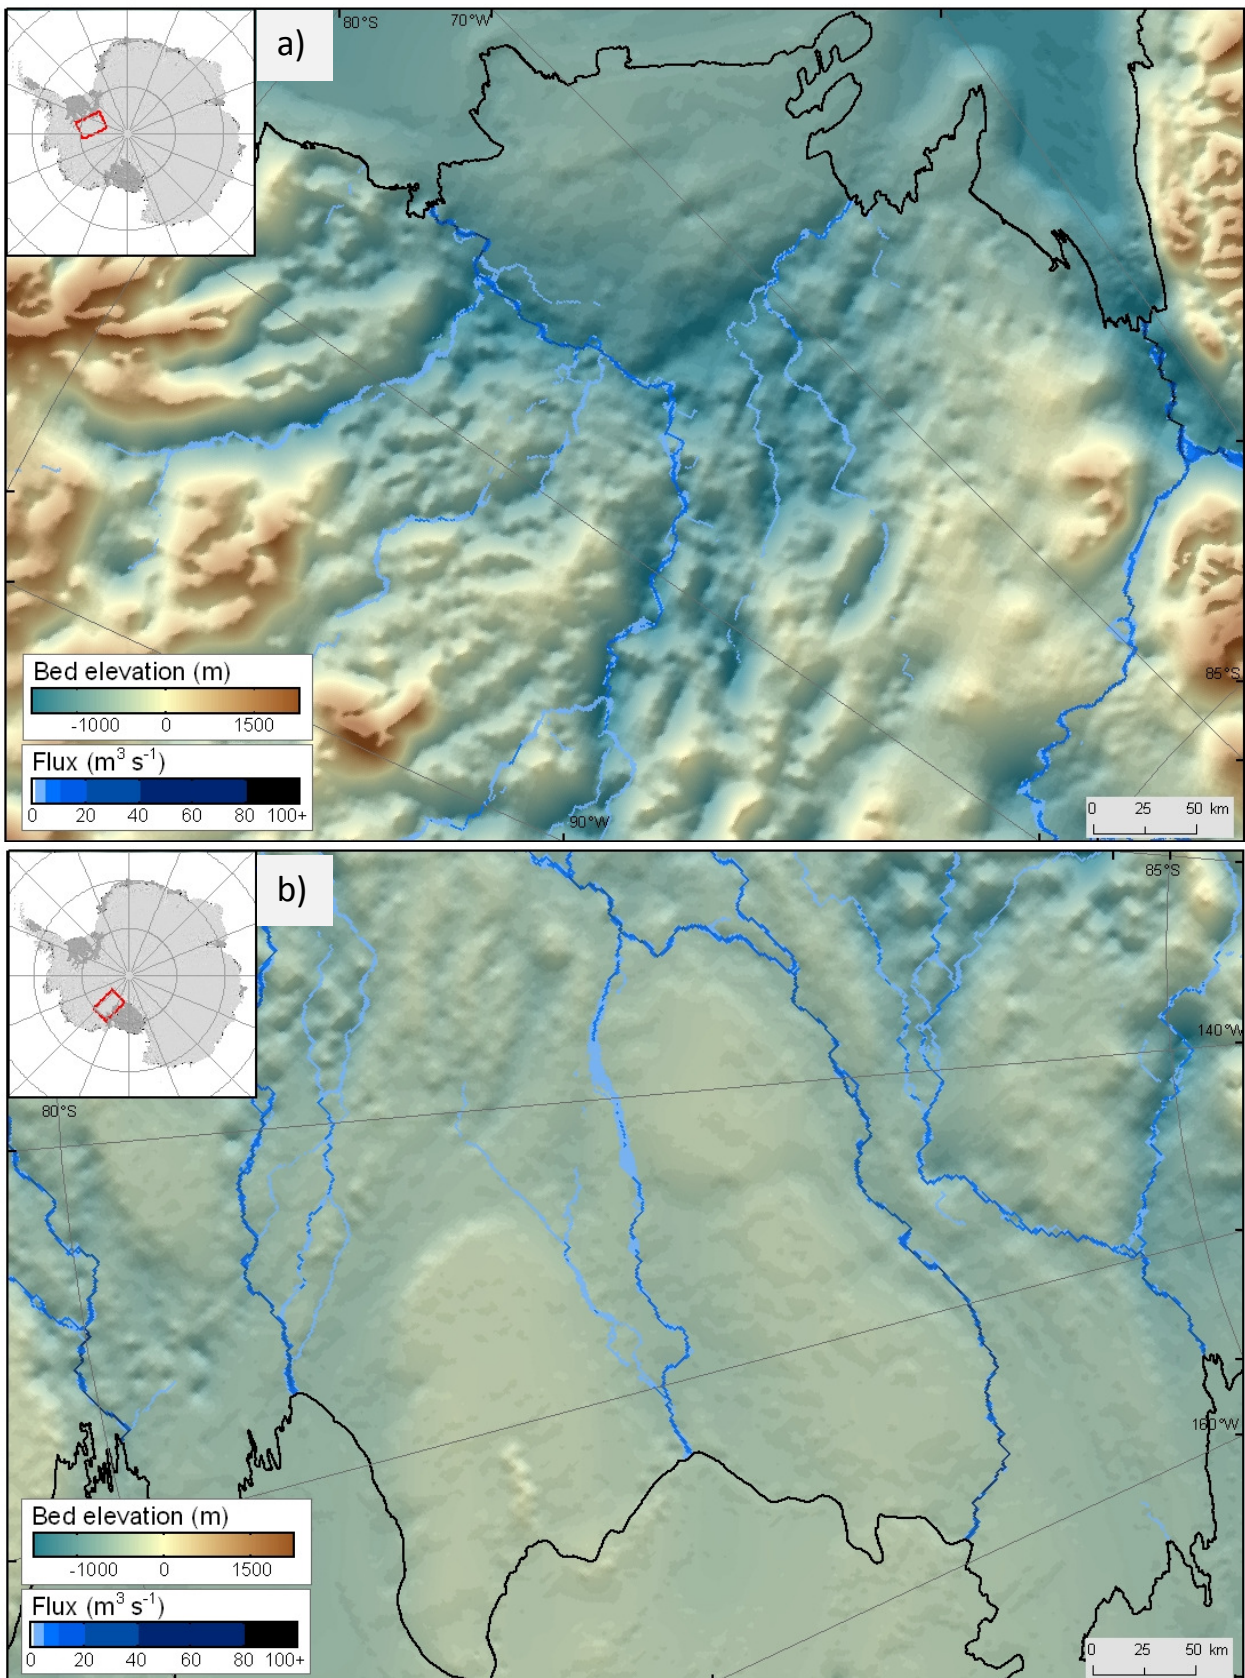 a)
80°S
70°W
85°S
Bed elevation (m)
-1000 0 1500
Flux (m³ s⁻¹)
0 20 40 60 80 100+
90°W
0 25 50 km
b)
85°S
140°W
80°S
160°W
Bed elevation (m)
-1000 0 1500
Flux (m³ s⁻¹)
0 20 40 60 80 100+
0 25 50 km